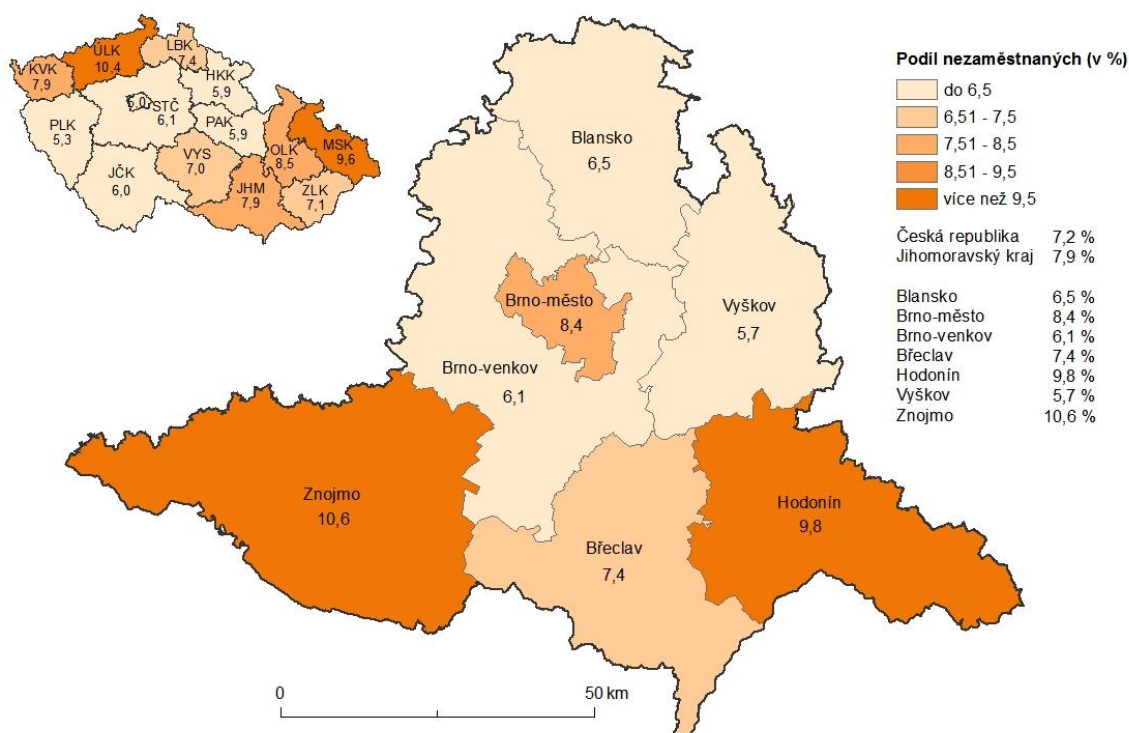 ÚLK
10,4
LBK
7,4
KVK
7,9
HKK
5,9
5,0
STČ
6,1
PAK
5,9
PLK
5,3
MSK
9,6
OLK
8,5
VYS
7,0
JČK
6,0
JHM
7,9
ZLK
7,1
Podíl nezaměstnaných (v %)
do 6,5
6,51 - 7,5
7,51 - 8,5
8,51 - 9,5
více než 9,5
Česká republika 7,2 %
Jihomoravský kraj 7,9 %
Blansko 6,5 %
Brno-město 8,4 %
Brno-venkov 6,1 %
Břeclav 7,4 %
Hodonín 9,8 %
Vyškov 5,7 %
Znojmo 10,6 %
Blansko
6,5
Brno-město
8,4
Vyškov
5,7
Brno-venkov
6,1
Znojmo
10,6
Hodonín
9,8
Břeclav
7,4
0 50 km